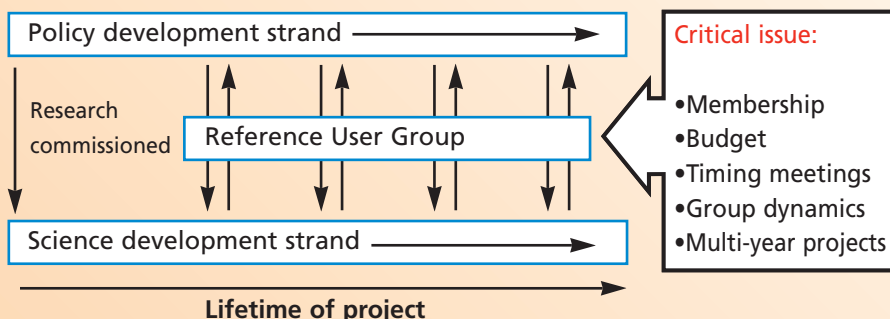 Policy development strand
Research
commissioned
Reference User Group
Science development strand
Lifetime of project
Critical issue:
•Membership
•Budget
•Timing meetings
•Group dynamics
•Multi-year projects